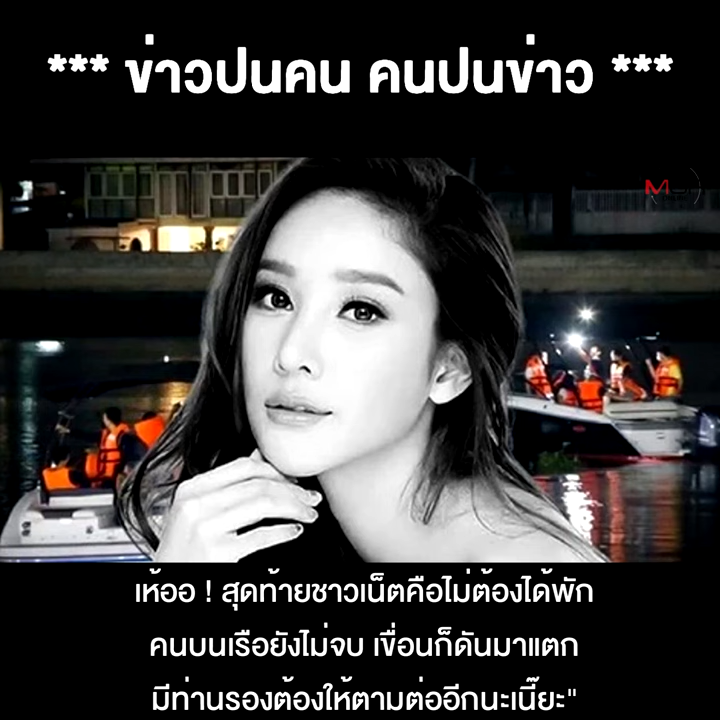 *** ข่าวปนคน คนปนข่าว ***
เห้ออ ! สุดท้ายชาวเน็ตคือไม่ต้องได้พัก
คนบนเรือยังไม่จบ เขื่อนก็ดันมาแตก
มีท่านรองต้องให้ตามต่ออีกนะเนี๊ยะ"